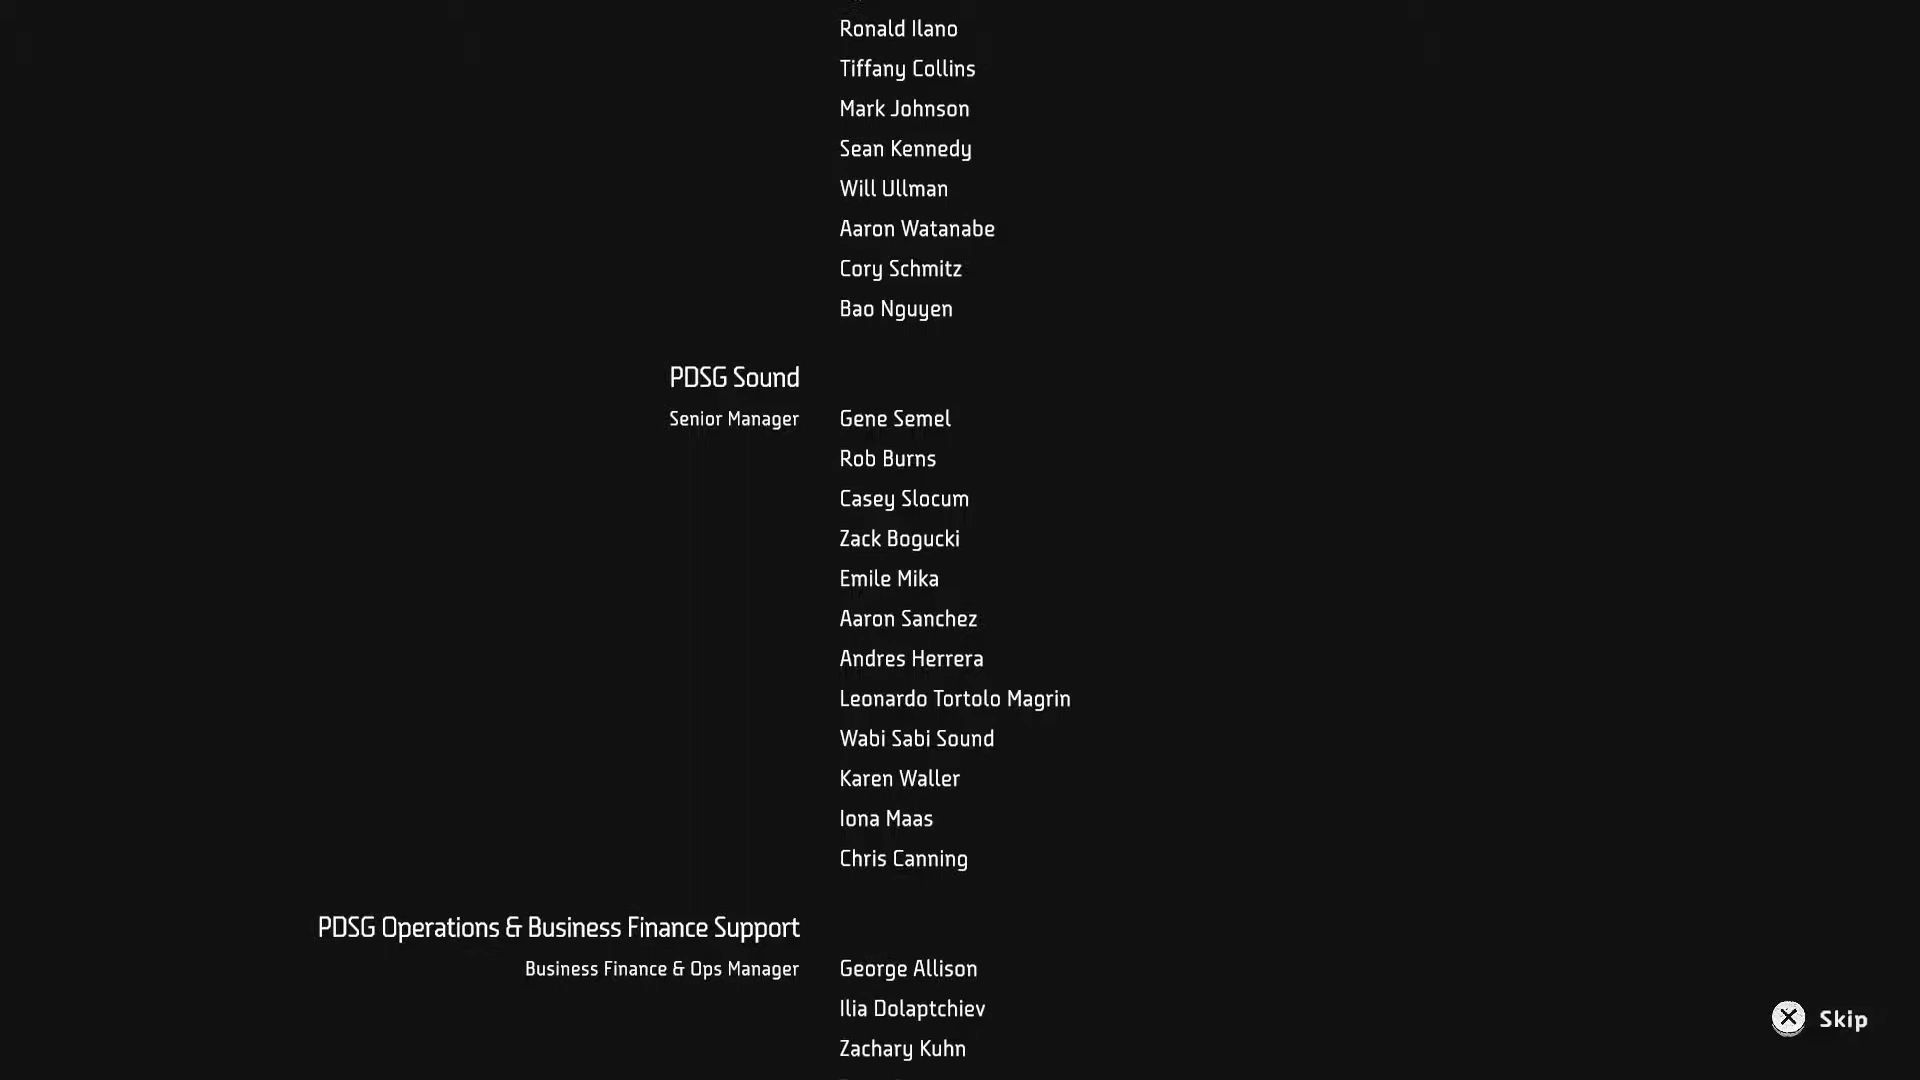 Ronald Ilano
Tiffany Collins
Mark Johnson
Sean Kennedy
Will Ullman
Aaron Watanabe
Cory Schmitz
Bao Nguyen
PDSG Sound
Senior Manager Gene Semel
Rob Burns
Casey Slocum
Zack Bogucki
Emile Mika
Aaron Sanchez
Andres Herrera
Leonardo Tortolo Magrin
Wabi Sabi Sound
Karen Waller
Iona Maas
Chris Canning
PDSG Operations & Business Finance Support
Business Finance & Ops Manager George Allison
Ilia Dolaptchiev
Zachary Kuhn
Skip